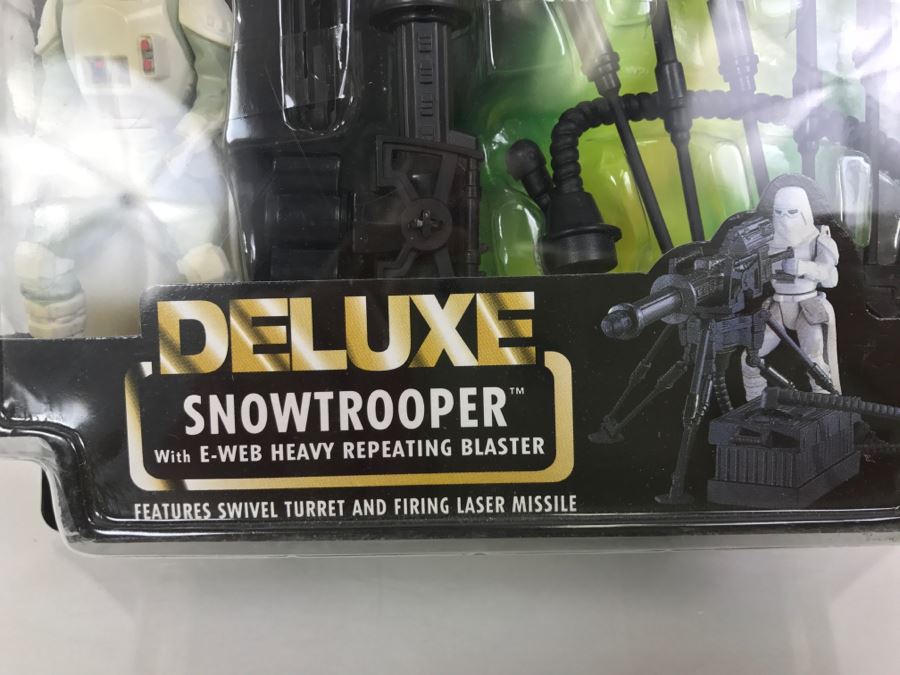 DELUXE
SNOWTROOPER™
With E-WEB HEAVY REPEATING BLASTER
FEATURES SWIVEL TURRET AND FIRING LASER MISSILE